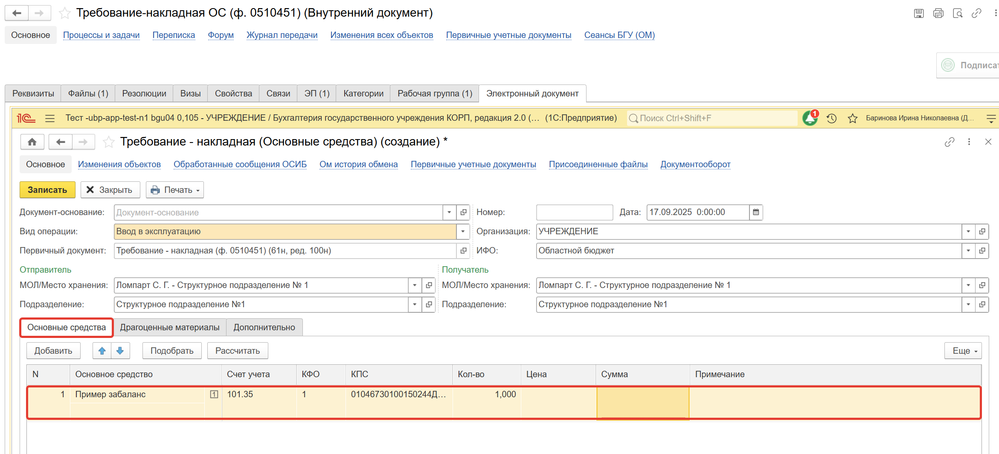 Требование-накладная ОС (ф. 0510451) (Внутренний документ)
Основное Процессы и задачи Переписка Форум Журнал передачи Изменения всех объектов Первичные учетные документы Сеансы БГУ (ОМ)
Подписат
Реквизиты Файлы (1) Резолюции Визы Свойства Связи ЭП (1) Категории Рабочая группа (1) Электронный документ
1С Тест -ubp-app-test-n1 bgu04 0,105 - УЧРЕЖДЕНИЕ / Бухгалтерия государственного учреждения КОРП, редакция 2.0 (... (1С:Предприятие) Поиск Ctrl+Shift+F 1 Баринова Ирина Николаевна (Д...
Требование - накладная (Основные средства) (создание) *
Основное Изменения объектов Обработанные сообщения ОСИБ Ом история обмена Первичные учетные документы Присоединенные файлы Документооборот
Записать Закрыть Печать
Документ-основание: Документ-основание Номер: Дата: 17.09.2025 0:00:00
Вид операции: Ввод в эксплуатацию Организация: УЧРЕЖДЕНИЕ
Первичный документ: Требование - накладная (ф. 0510451) (61н, ред. 100н) ИФО: Областной бюджет
Отправитель Получатель
МОЛ/Место хранения: Ломпарт С. Г. - Структурное подразделение № 1 МОЛ/Место хранения: Ломпарт С. Г. - Структурное подразделение № 1
Подразделение: Структурное подразделение №1 Подразделение: Структурное подразделение №1
Основные средства Драгоценные материалы Дополнительно
Добавить Подобрать Рассчитать Еще
N Основное средство Счет учета КФО КПС Кол-во Цена Сумма Примечание
1 Пример забаланс 1 101.35 1 01046730100150244Д... 1,000